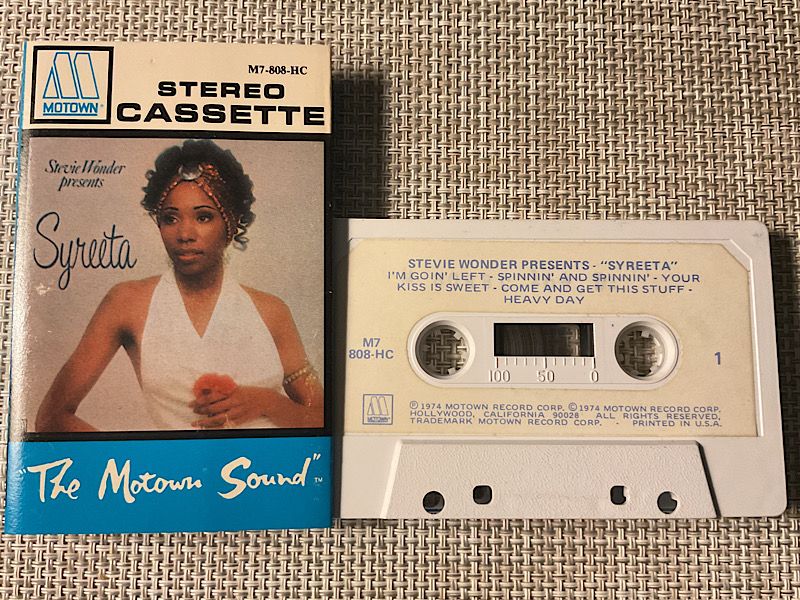 M7-808-HC
MOTOWN
STEREO
CASSETTE
Stevie Wonder
presents
Syreeta
"The Motown Sound"™
STEVIE WONDER PRESENTS - "SYREETA"
I'M GOIN' LEFT - SPINNIN' AND SPINNIN' - YOUR
KISS IS SWEET - COME AND GET THIS STUFF -
HEAVY DAY
M7
808-HC
1
100 50 0
MOTOWN
℗ 1974 MOTOWN RECORD CORP. © 1974 MOTOWN RECORD CORP.
HOLLYWOOD, CALIFORNIA 90028 ALL RIGHTS RESERVED,
TRADEMARK MOTOWN RECORD CORP. - PRINTED IN U.S.A.